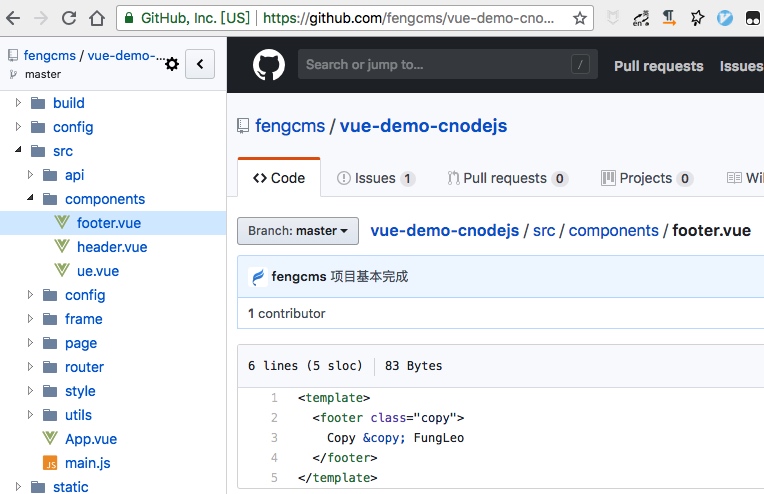 GitHub, Inc. [US] https://github.com/fengcms/vue-demo-cno...
fengcms / vue-demo-...
master
build
config
src
api
components
footer.vue
header.vue
ue.vue
config
frame
page
router
style
utils
App.vue
JS main.js
static
Search or jump to... /
Pull requests Issues
fengcms / vue-demo-cnodejs
<> Code Issues 1 Pull requests 0 Projects 0 Wi
Branch: master vue-demo-cnodejs / src / components / footer.vue
fengcms 项目基本完成
1 contributor
6 lines (5 sloc) 83 Bytes
1 <template>
2 <footer class="copy">
3 Copy &copy; FungLeo
4 </footer>
5 </template>